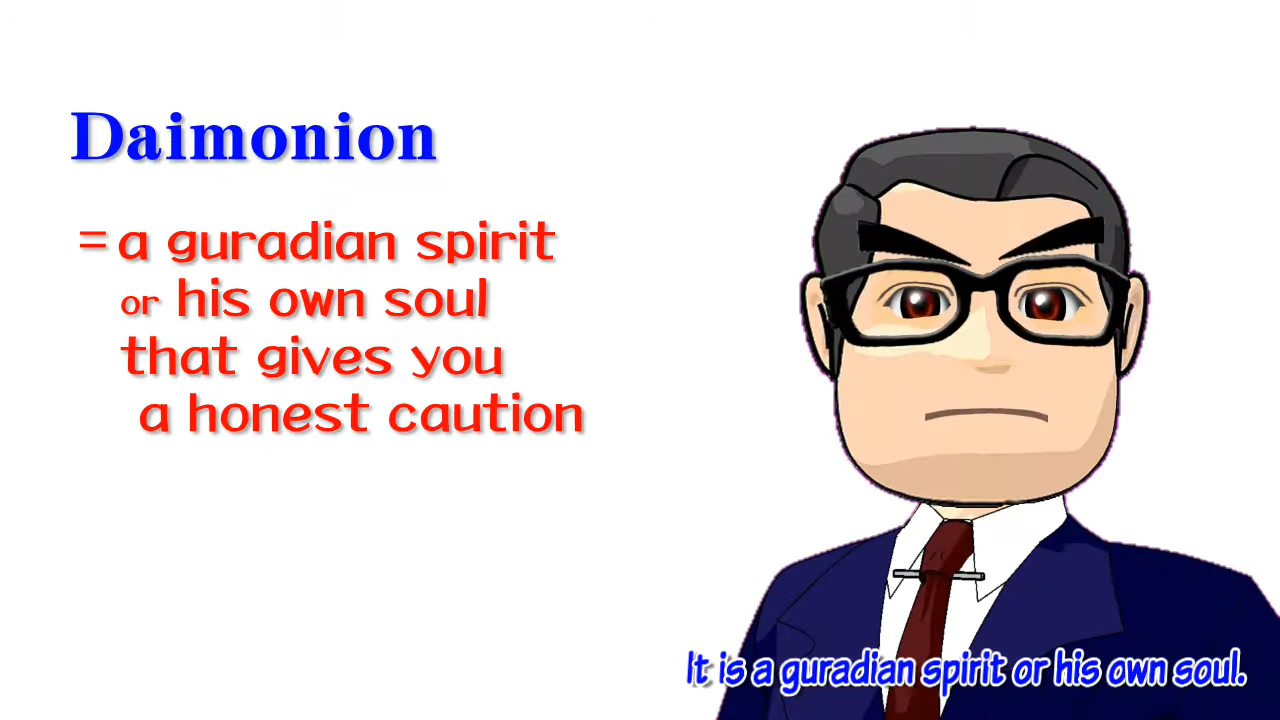 Daimonion
= a guradian spirit
or his own soul
that gives you
a honest caution
It is a guradian spirit or his own soul.